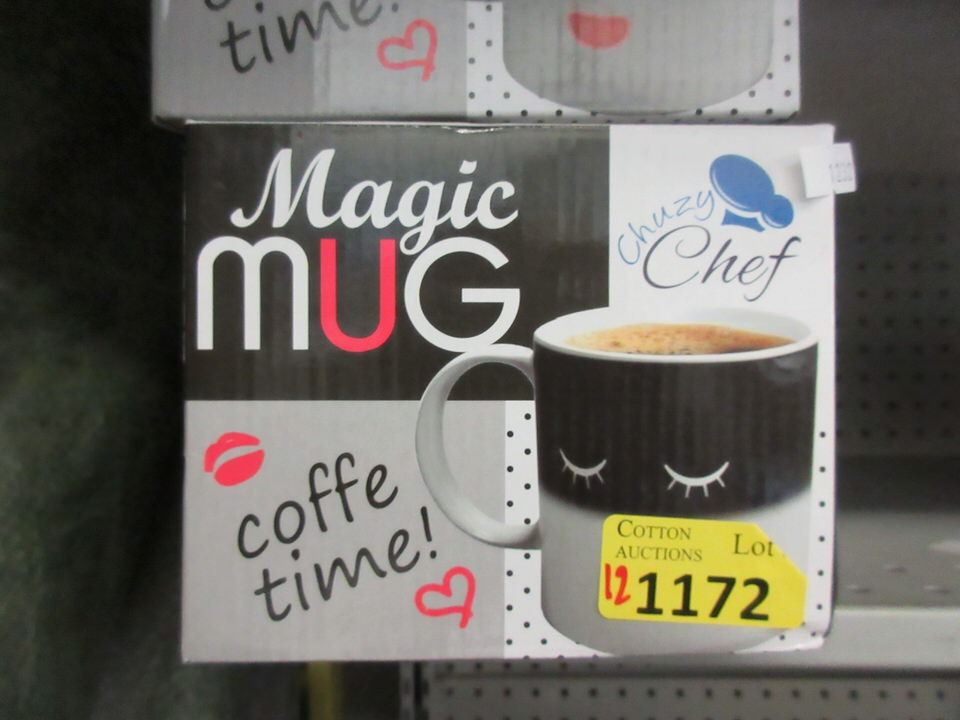 time!
Magic
MUG
Chuzy
Chef
coffe
time!
COTTON
AUCTIONS
Lot
12
1172